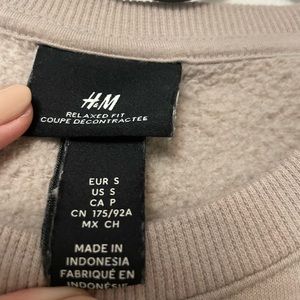 H&M
RELAXED FIT
COUPE DÉCONTRACTÉE
EUR S
US S
CA P
CN 175/92A
MX CH
MADE IN
INDONESIA
FABRIQUÉ EN